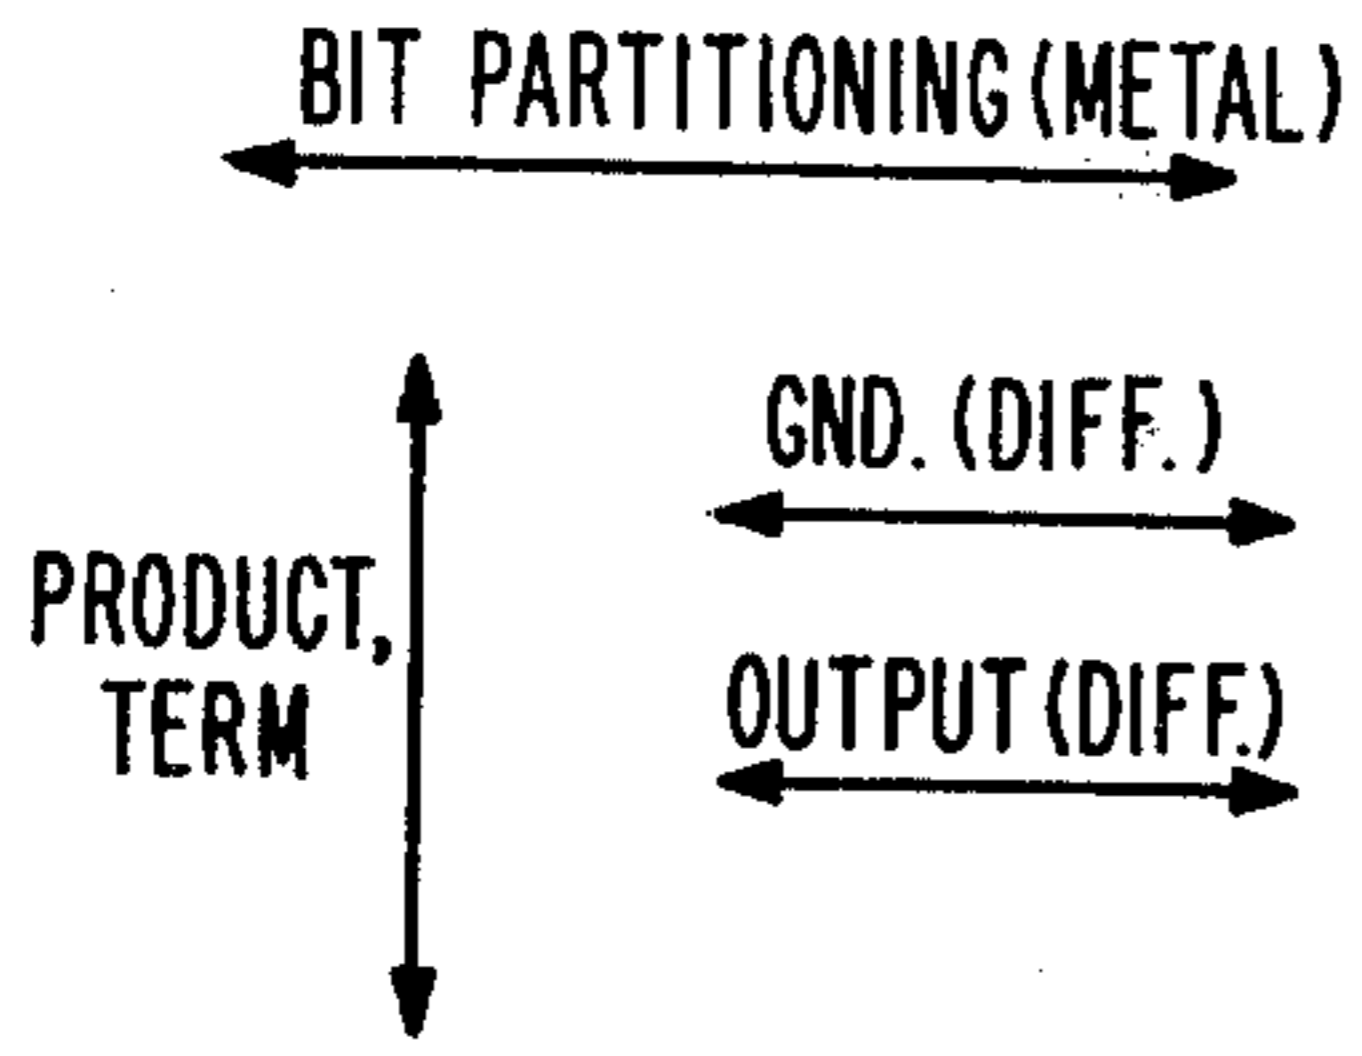 BIT PARTITIONING (METAL)
GND. (DIFF.)
PRODUCT,
TERM
OUTPUT (DIFF.)